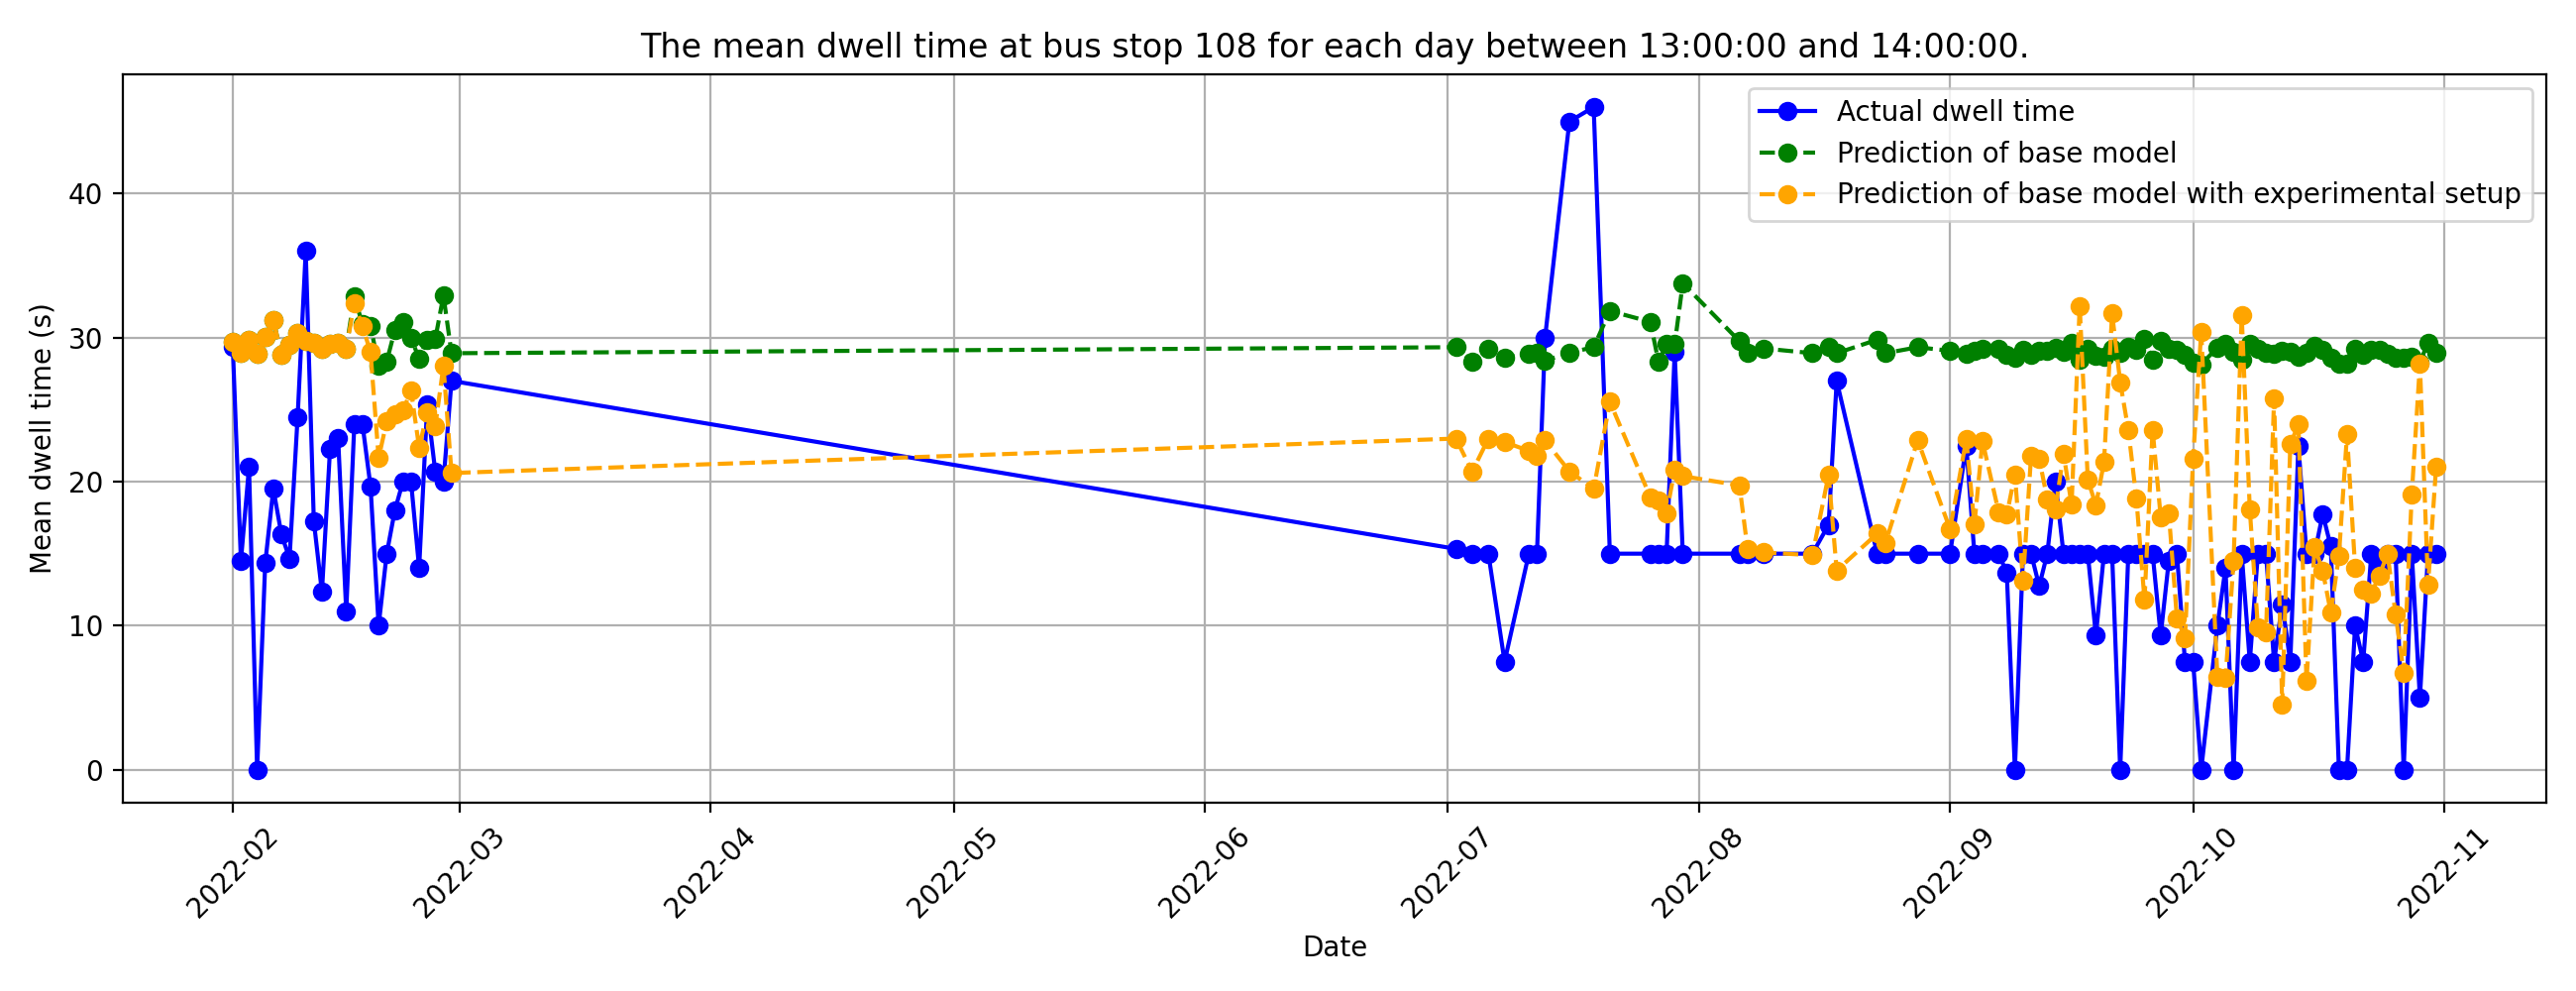 The mean dwell time at bus stop 108 for each day between 13:00:00 and 14:00:00.
Actual dwell time
Prediction of base model
Prediction of base model with experimental setup
Mean dwell time (s)
40
30
20
10
0
2022-02
2022-03
2022-04
2022-05
2022-06
2022-07
2022-08
2022-09
2022-10
2022-11
Date